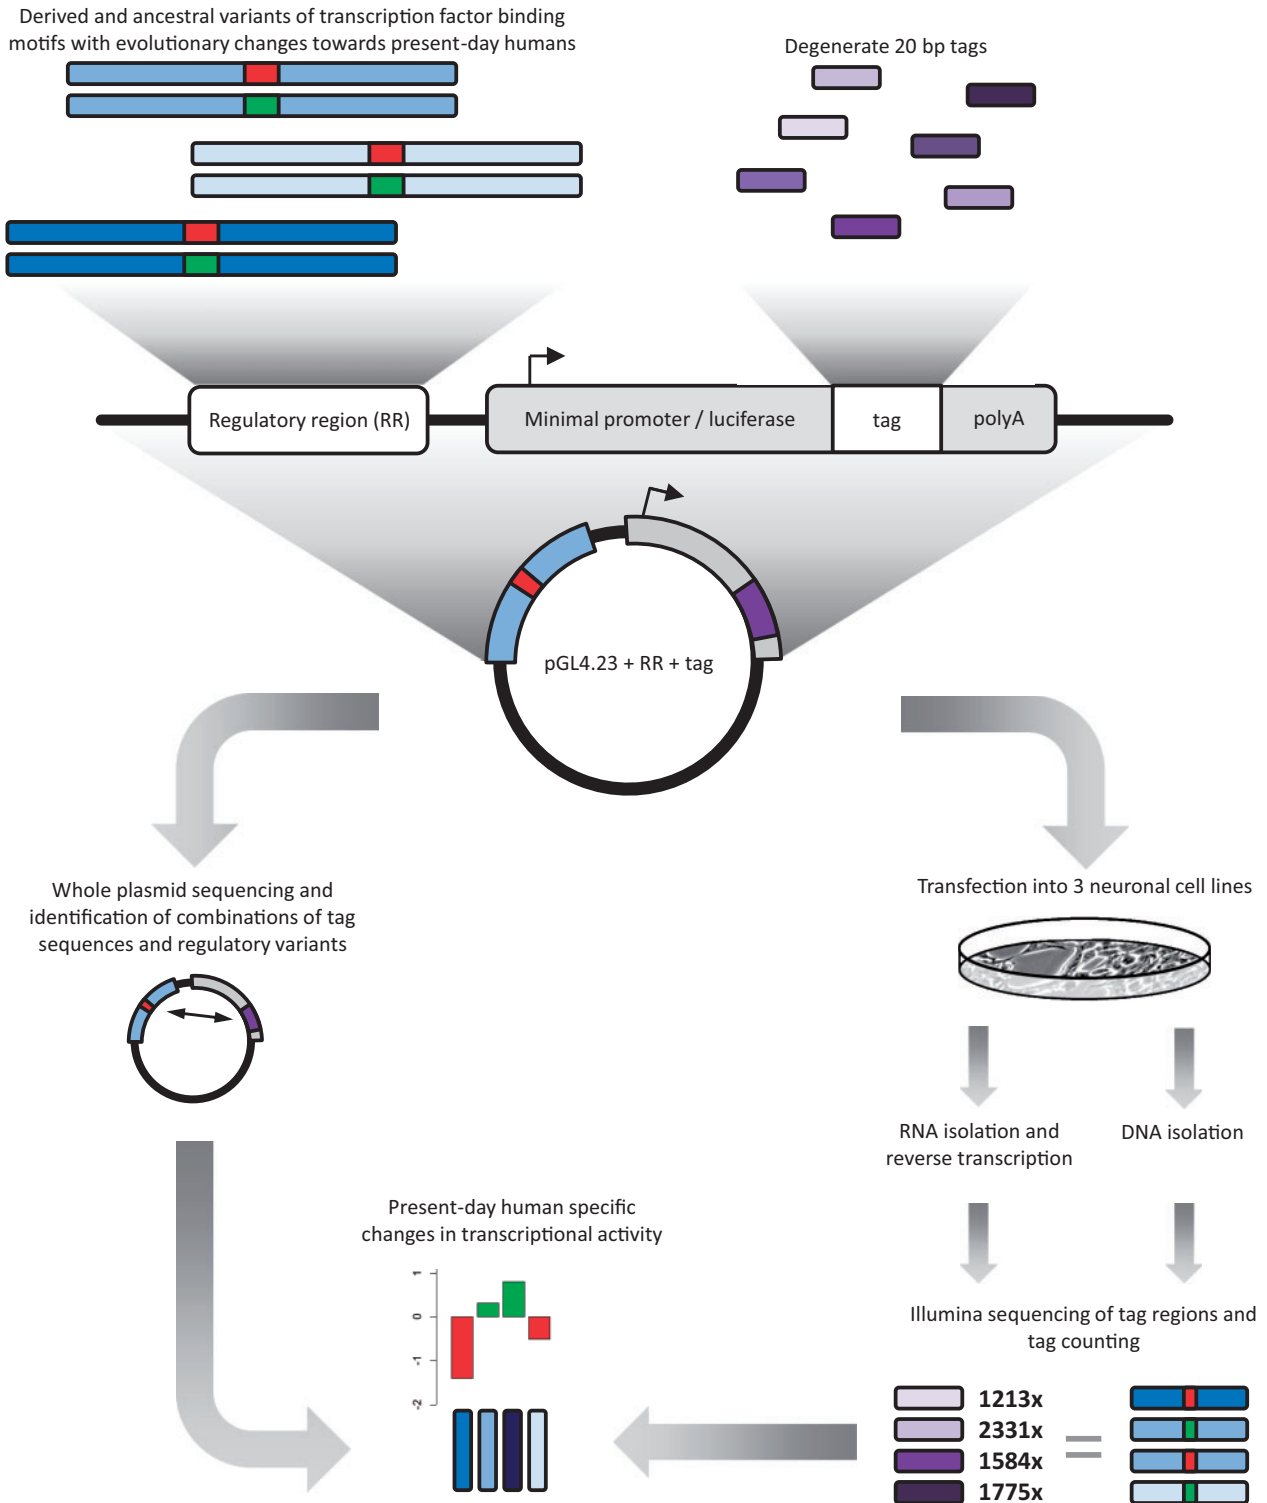 Derived and ancestral variants of transcription factor binding
motifs with evolutionary changes towards present-day humans
Degenerate 20 bp tags
Regulatory region (RR)
Minimal promoter / luciferase
tag
polyA
pGL4.23 + RR + tag
Whole plasmid sequencing and
identification of combinations of tag
sequences and regulatory variants
Transfection into 3 neuronal cell lines
RNA isolation and
reverse transcription
DNA isolation
Present-day human specific
changes in transcriptional activity
1
0
-1
-2
Illumina sequencing of tag regions and
tag counting
1213x
2331x
1584x
1775x